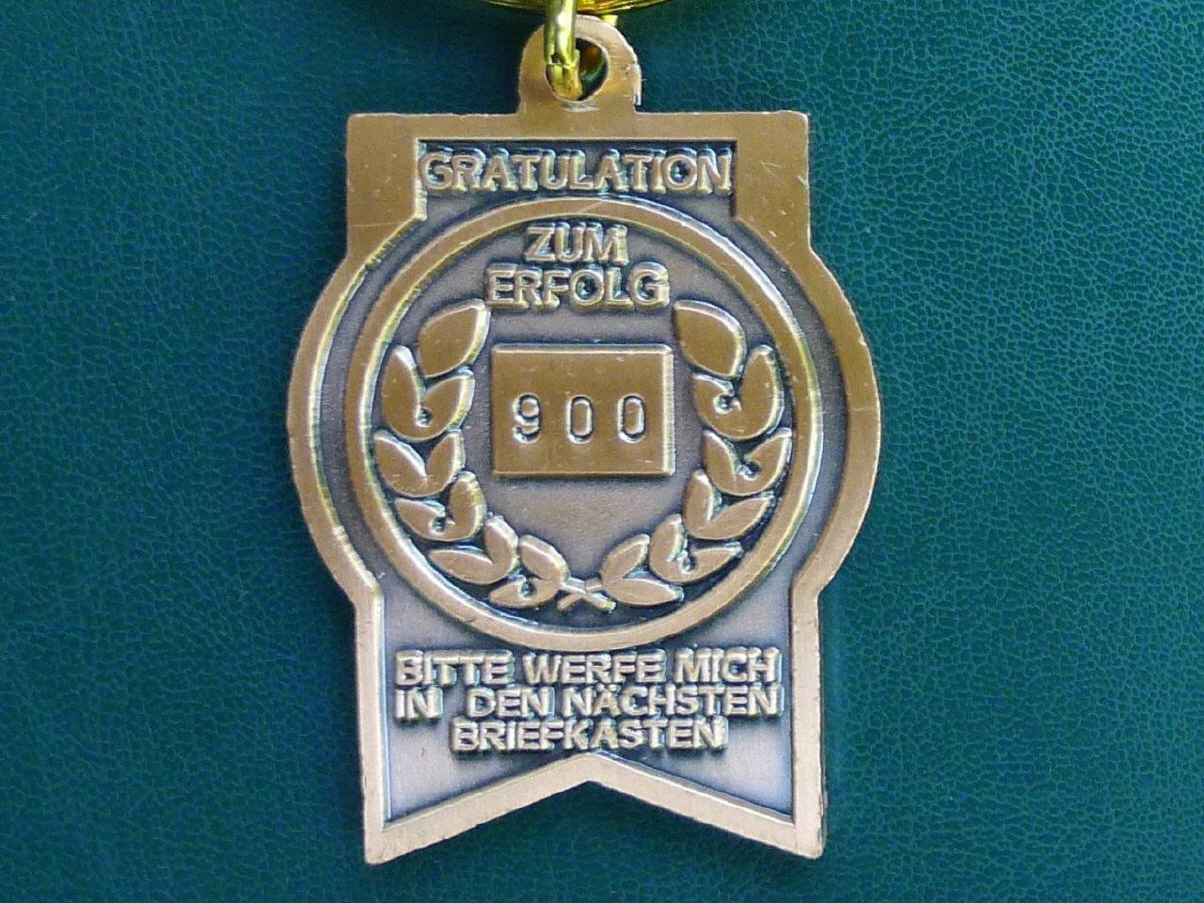 GRATULATION
ZUM
ERFOLG
900
BITTE WERFE MICH
IN DEN NÄCHSTEN
BRIEFKASTEN